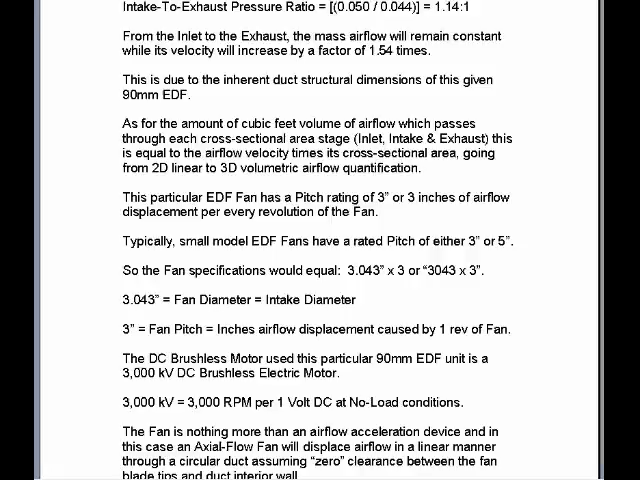 Intake-To-Exhaust Pressure Ratio = [(0.050 / 0.044)] = 1.14:1
From the Inlet to the Exhaust, the mass airflow will remain constant
while its velocity will increase by a factor of 1.54 times.
This is due to the inherent duct structural dimensions of this given
90mm EDF.
As for the amount of cubic feet volume of airflow which passes
through each cross-sectional area stage (Inlet, Intake & Exhaust) this
is equal to the airflow velocity times its cross-sectional area, going
from 2D linear to 3D volumetric airflow quantification.
This particular EDF Fan has a Pitch rating of 3” or 3 inches of airflow
displacement per every revolution of the Fan.
Typically, small model EDF Fans have a rated Pitch of either 3” or 5”.
So the Fan specifications would equal:  3.043” x 3 or “3043 x 3”.
3.043” = Fan Diameter = Intake Diameter
3” = Fan Pitch = Inches airflow displacement caused by 1 rev of Fan.
The DC Brushless Motor used this particular 90mm EDF unit is a
3,000 kV DC Brushless Electric Motor.
3,000 kV = 3,000 RPM per 1 Volt DC at No-Load conditions.
The Fan is nothing more than an airflow acceleration device and in
this case an Axial-Flow Fan will displace airflow in a linear manner
through a circular duct assuming “zero” clearance between the fan
blade tips and duct interior wall.